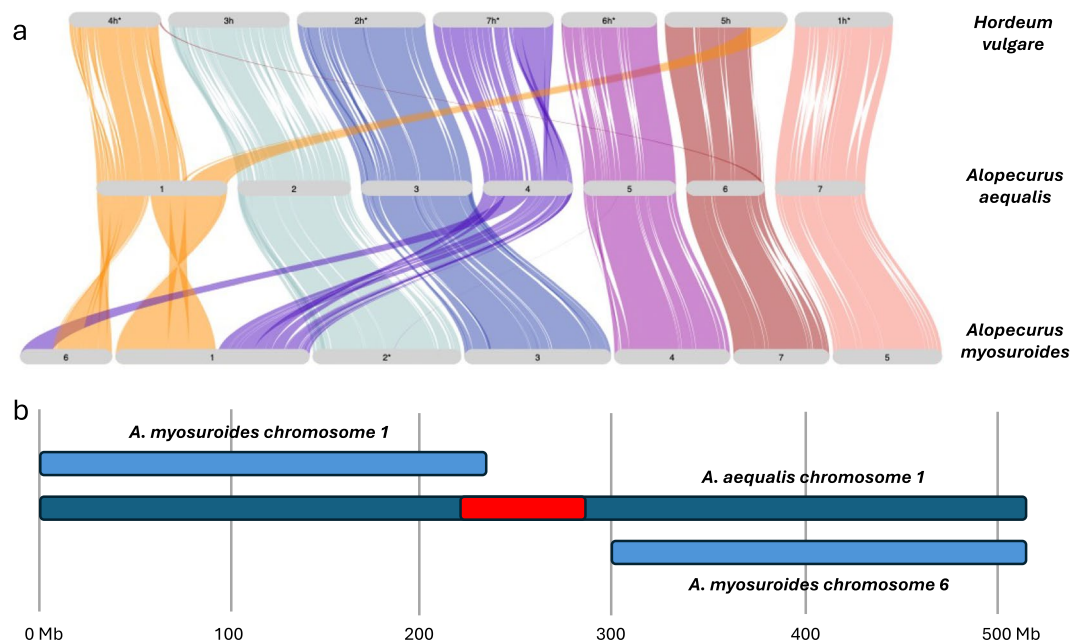 a
4h* 3h 2h* 7h* 6h* 5h 1h*
Hordeum
vulgare
1 2 3 4 5 6 7
Alopecurus
aequalis
6 1 2* 3 4 7 5
Alopecurus
myosuroides
b
A. myosuroides chromosome 1
A. aequalis chromosome 1
A. myosuroides chromosome 6
0 Mb 100 200 300 400 500 Mb